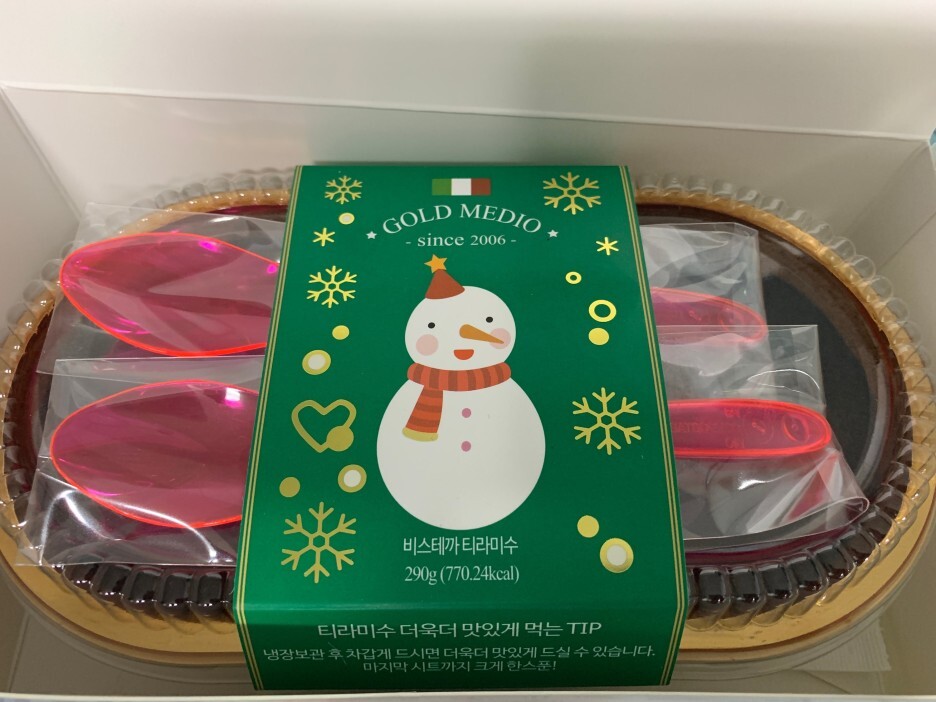 GOLD MEDIO
- since 2006 -
비스테까 티라미수
290g (770.24kcal)
티라미수 더욱더 맛있게 먹는 TIP
냉장보관 후 차갑게 드시면 더욱더 맛있게 드실 수 있습니다.
마지막 시트까지 크게 한스푼!